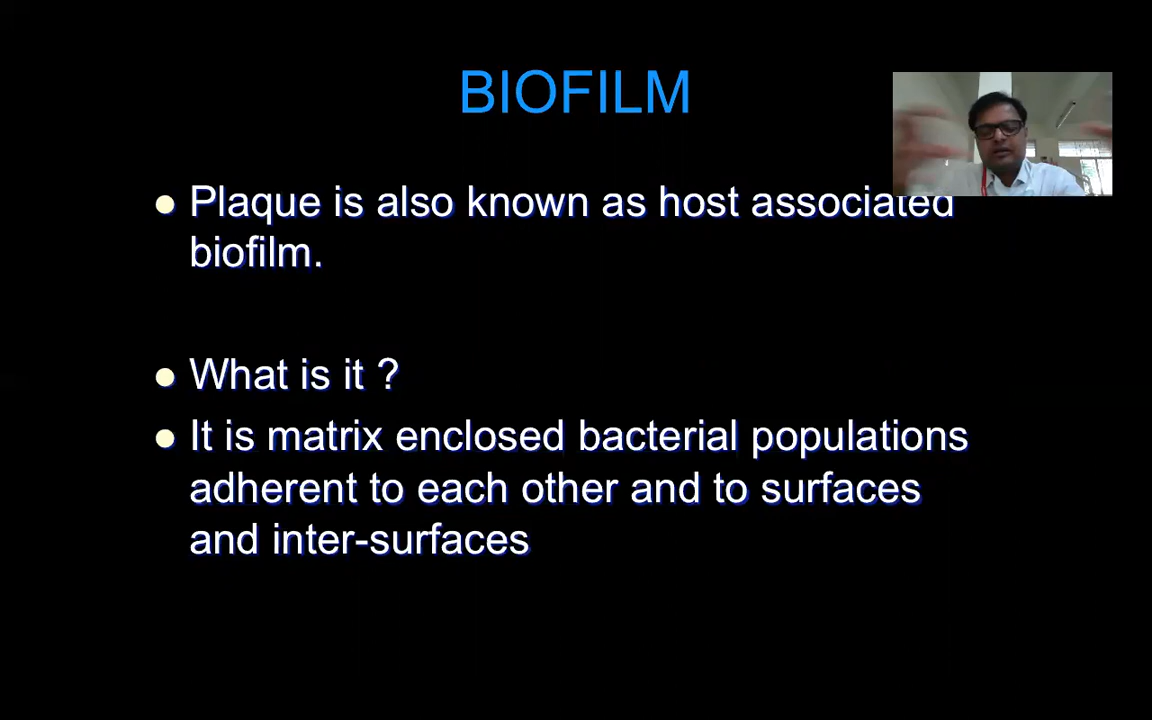 BIOFILM
Plaque is also known as host associated
biofilm.
What is it ?
It is matrix enclosed bacterial populations
adherent to each other and to surfaces
and inter-surfaces